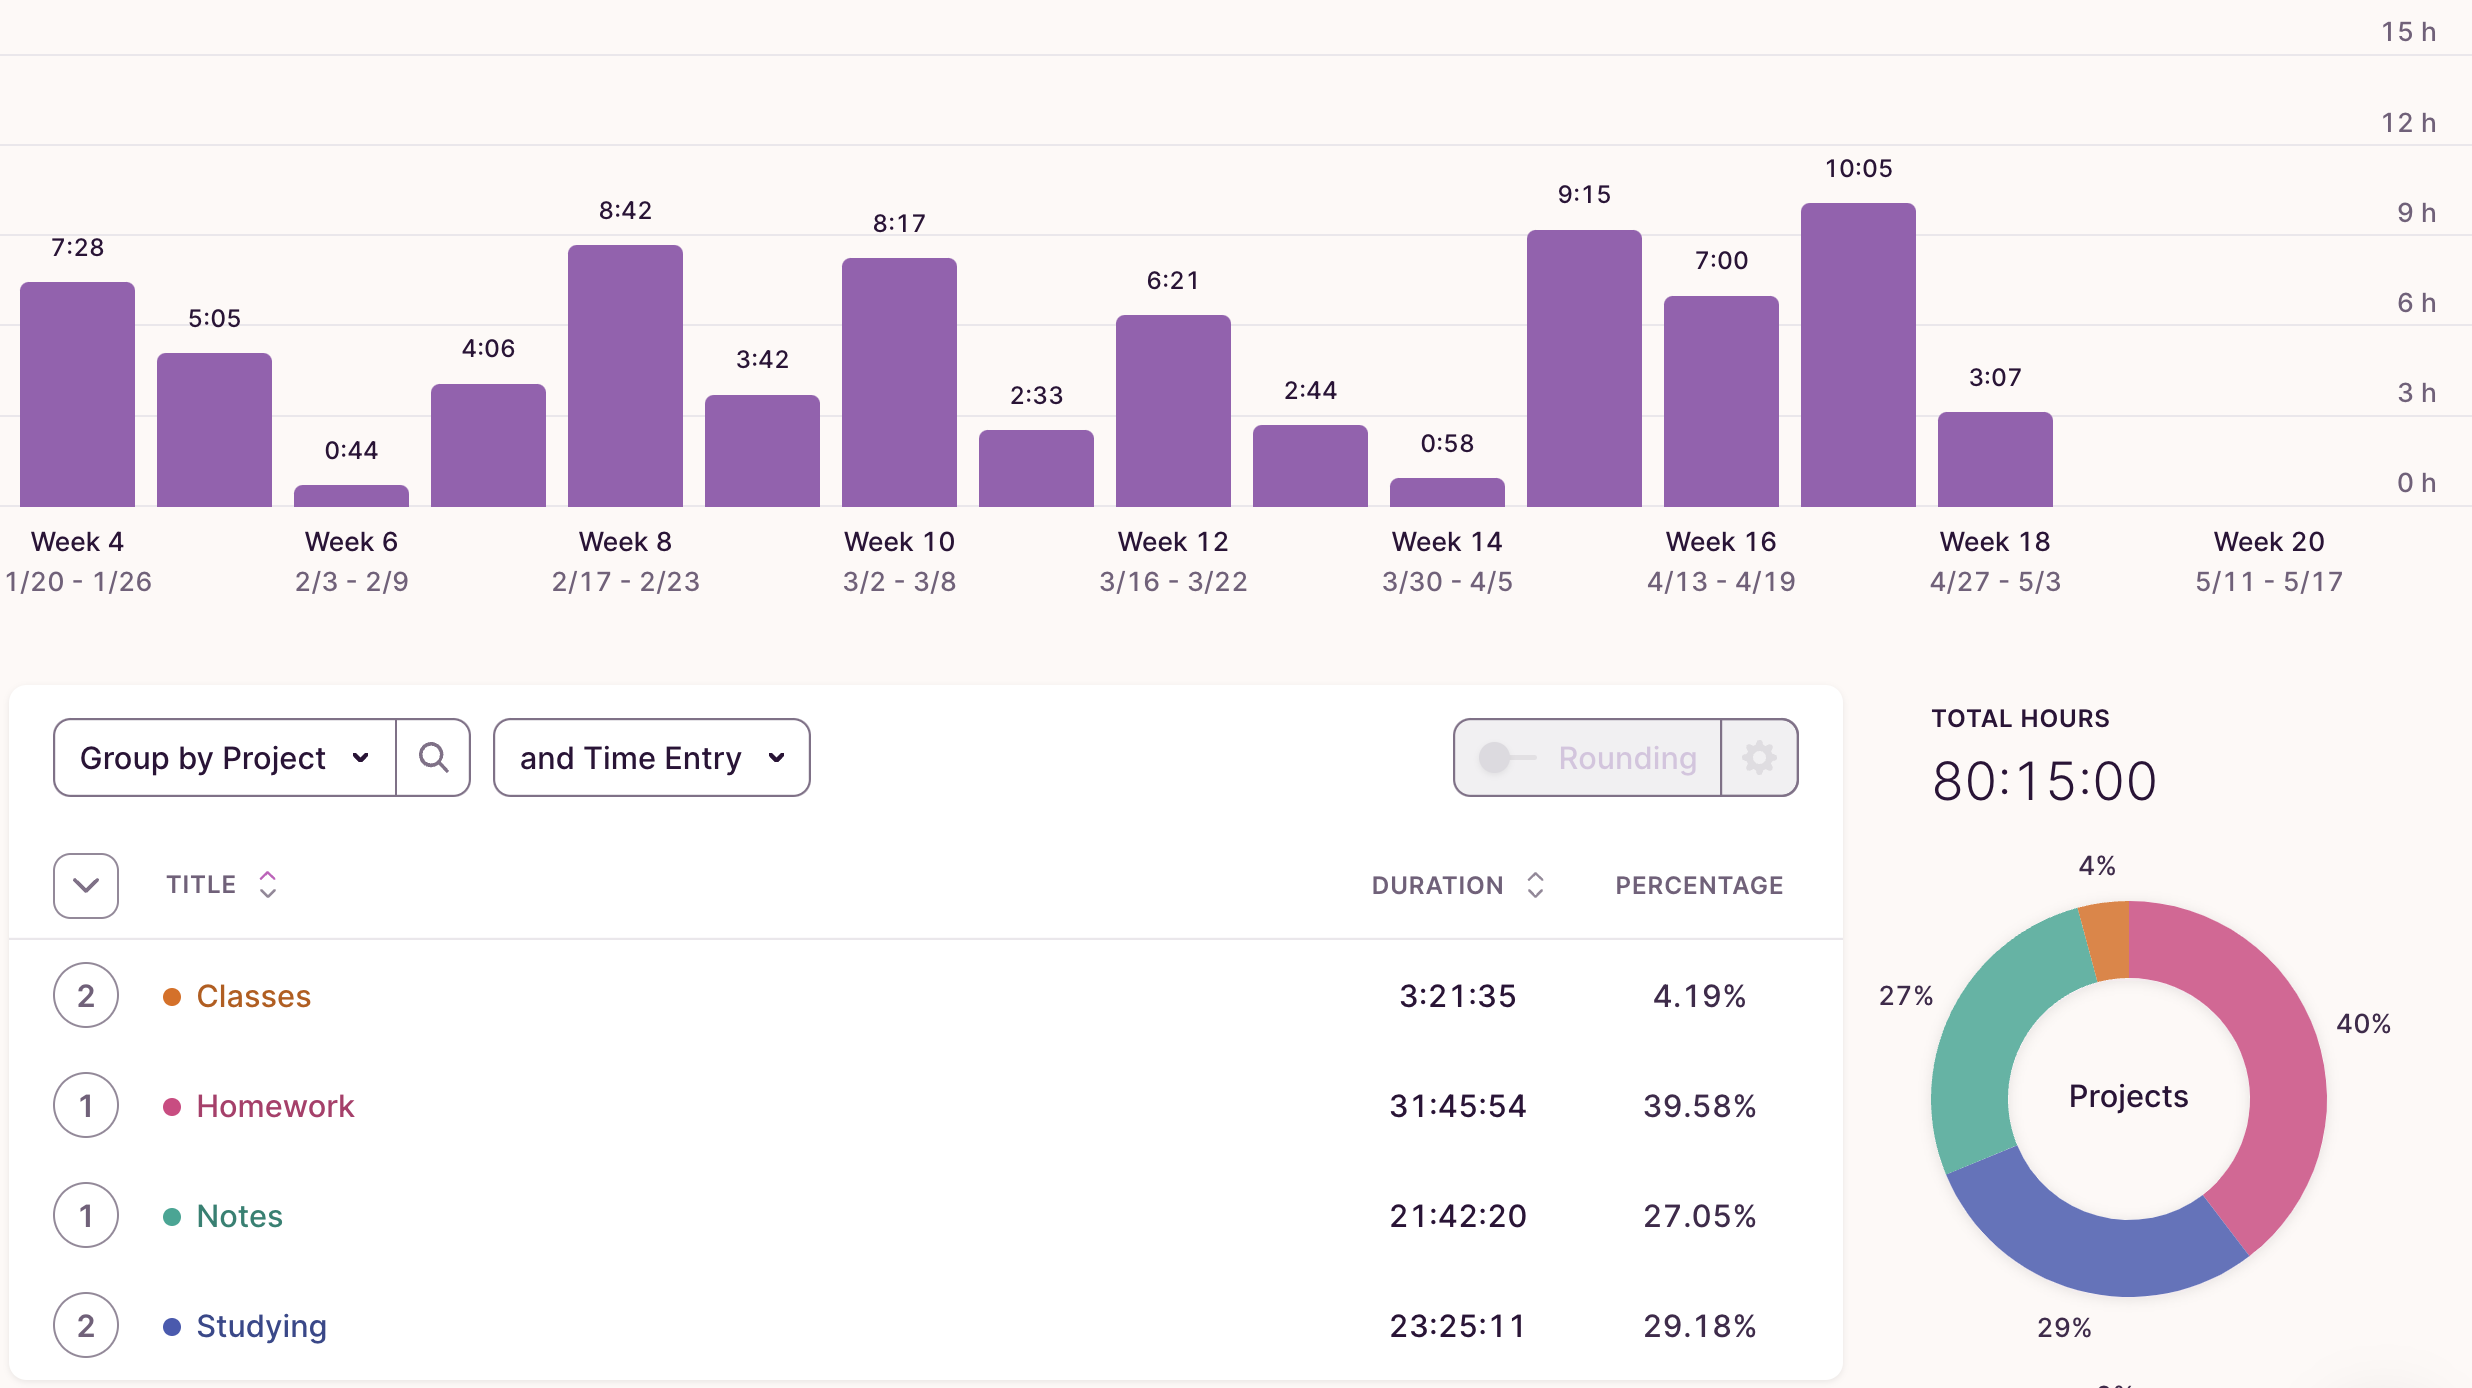 15 h
12 h
9 h
6 h
3 h
0 h
7:28
5:05
0:44
4:06
8:42
3:42
8:17
2:33
6:21
2:44
0:58
9:15
7:00
10:05
3:07
Week 4
1/20 - 1/26
Week 6
2/3 - 2/9
Week 8
2/17 - 2/23
Week 10
3/2 - 3/8
Week 12
3/16 - 3/22
Week 14
3/30 - 4/5
Week 16
4/13 - 4/19
Week 18
4/27 - 5/3
Week 20
5/11 - 5/17
Group by Project
and Time Entry
Rounding
TITLE DURATION PERCENTAGE
2 Classes 3:21:35 4.19%
1 Homework 31:45:54 39.58%
1 Notes 21:42:20 27.05%
2 Studying 23:25:11 29.18%
TOTAL HOURS
80:15:00
4%
27%
40%
Projects
29%